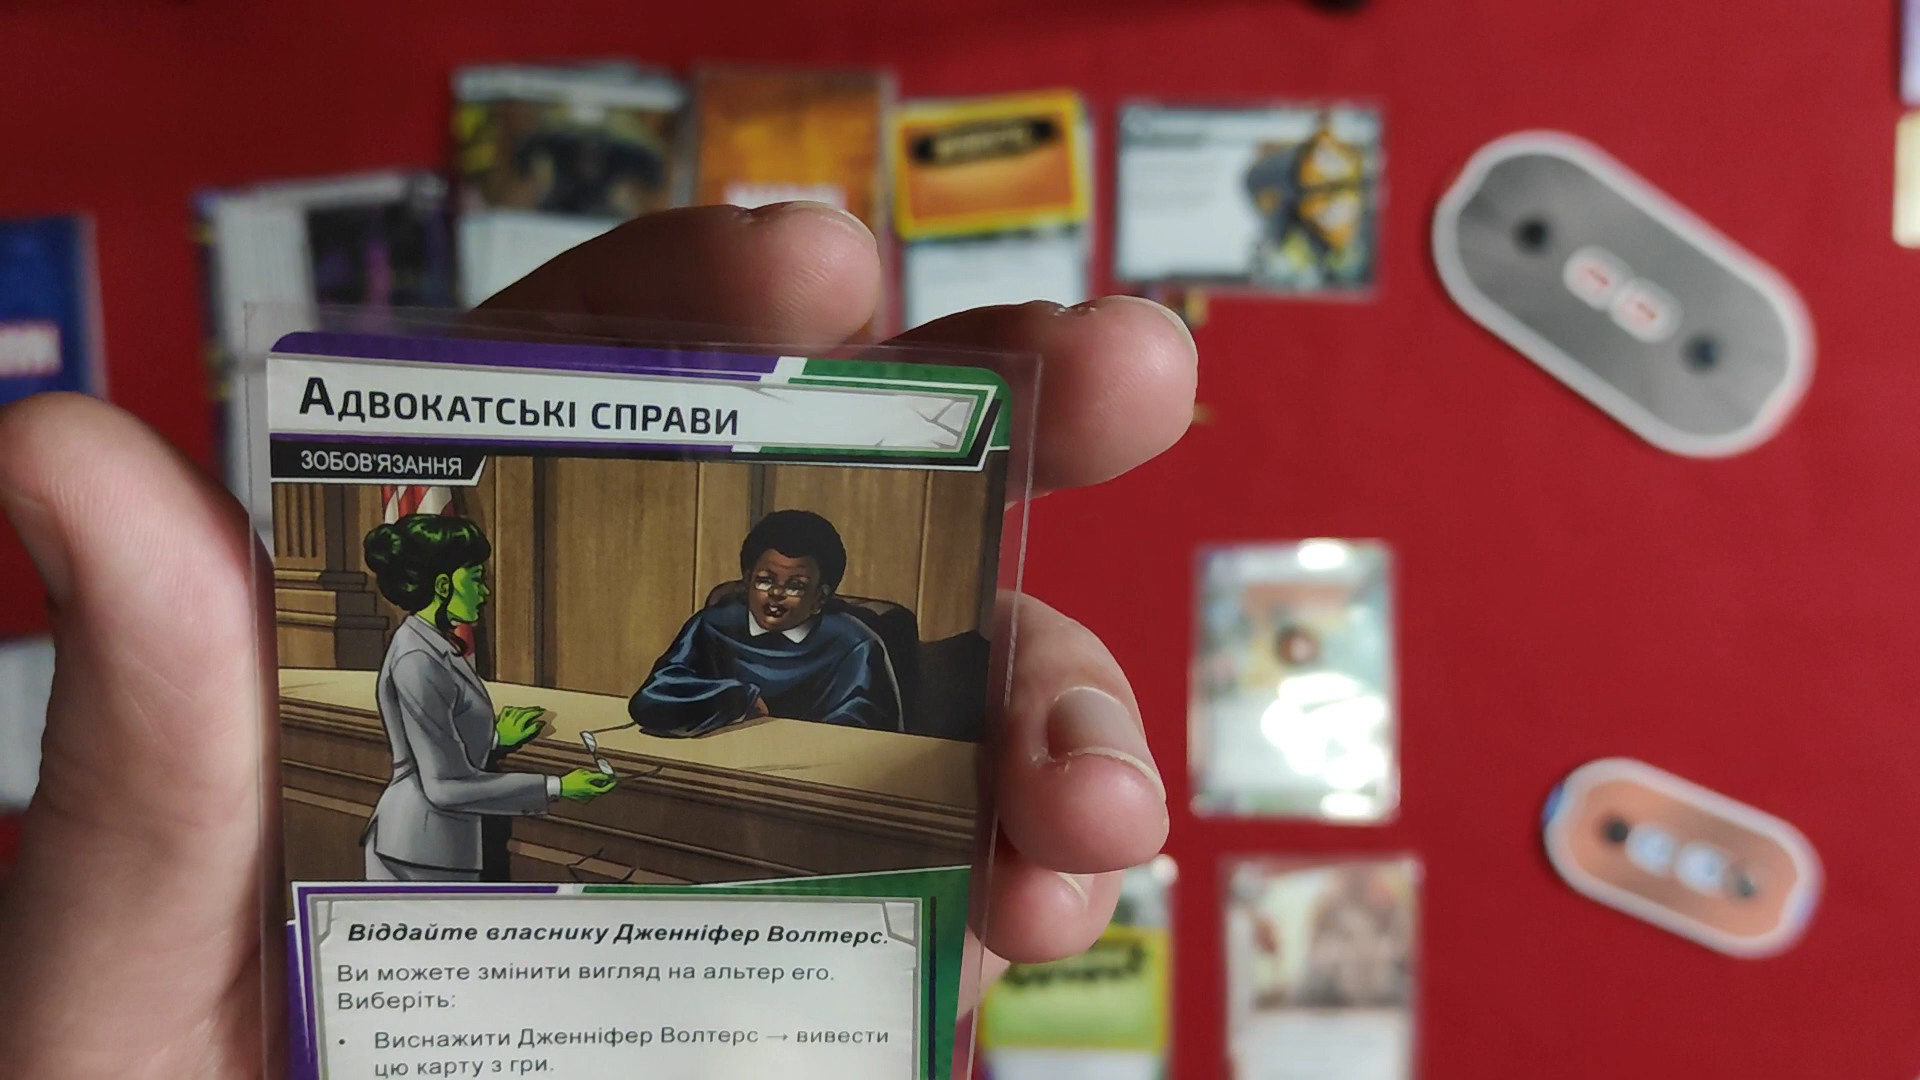 Адвокатські справи
ЗОБОВ'ЯЗАННЯ
Віддайте власнику Дженніфер Волтерс.
Ви можете змінити вигляд на альтер его.
Виберіть:
• Виснажити Дженніфер Волтерс → вивести
цю карту з гри.